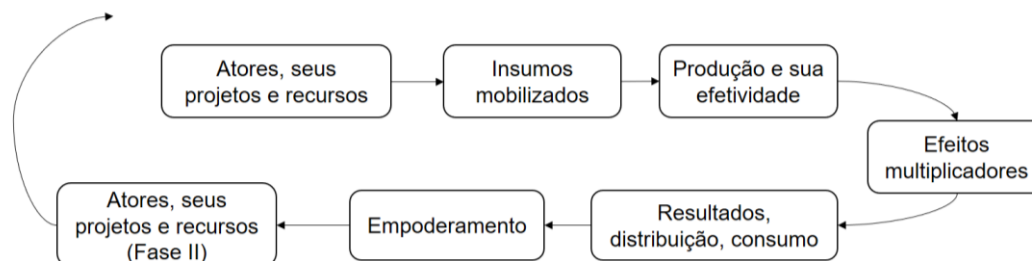 Atores, seus
projetos e recursos
Insumos
mobilizados
Produção e sua
efetividade
Efeitos
multiplicadores
Resultados,
distribuição, consumo
Empoderamento
Atores, seus
projetos e recursos
(Fase II)